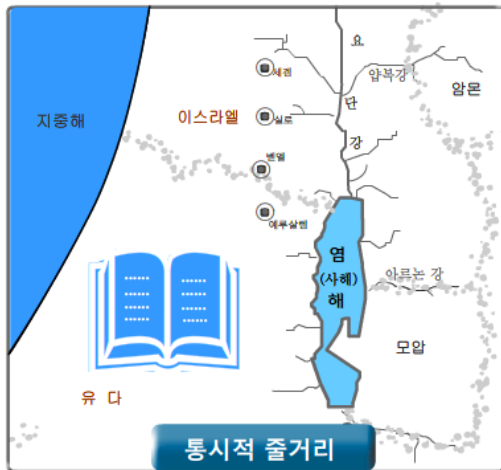 요
단
강
얍복강
암몬
세겜
이스라엘
실로
지중해
벧엘
예루살렘
염
(사해)
해
아르논 강
모압
유 다
통시적 줄거리